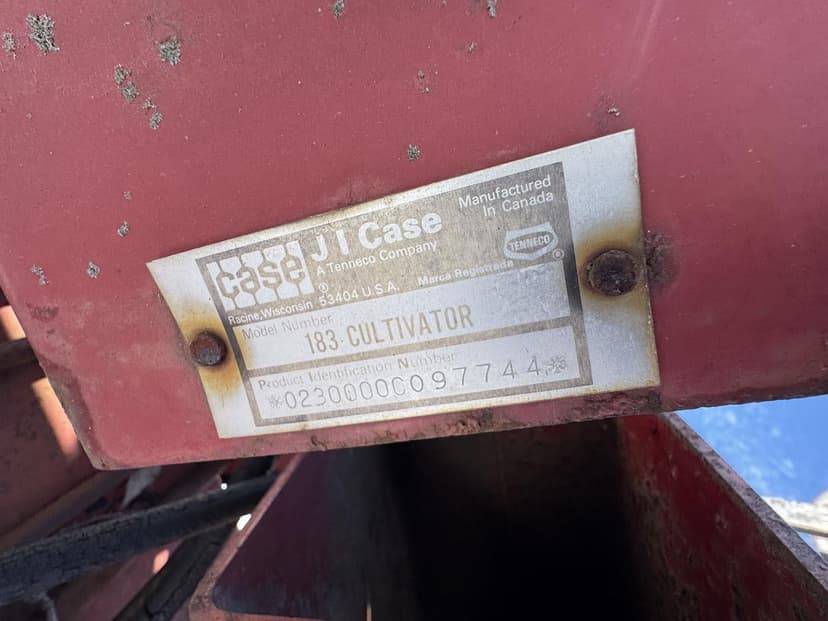 case
J I Case
A Tenneco Company
Manufactured
In Canada
TENNECO
®
®
Racine, Wisconsin 53404 U.S.A.
Marca Registrada
Model Number
183 CULTIVATOR
Product Identification Number
*0230000C097744*